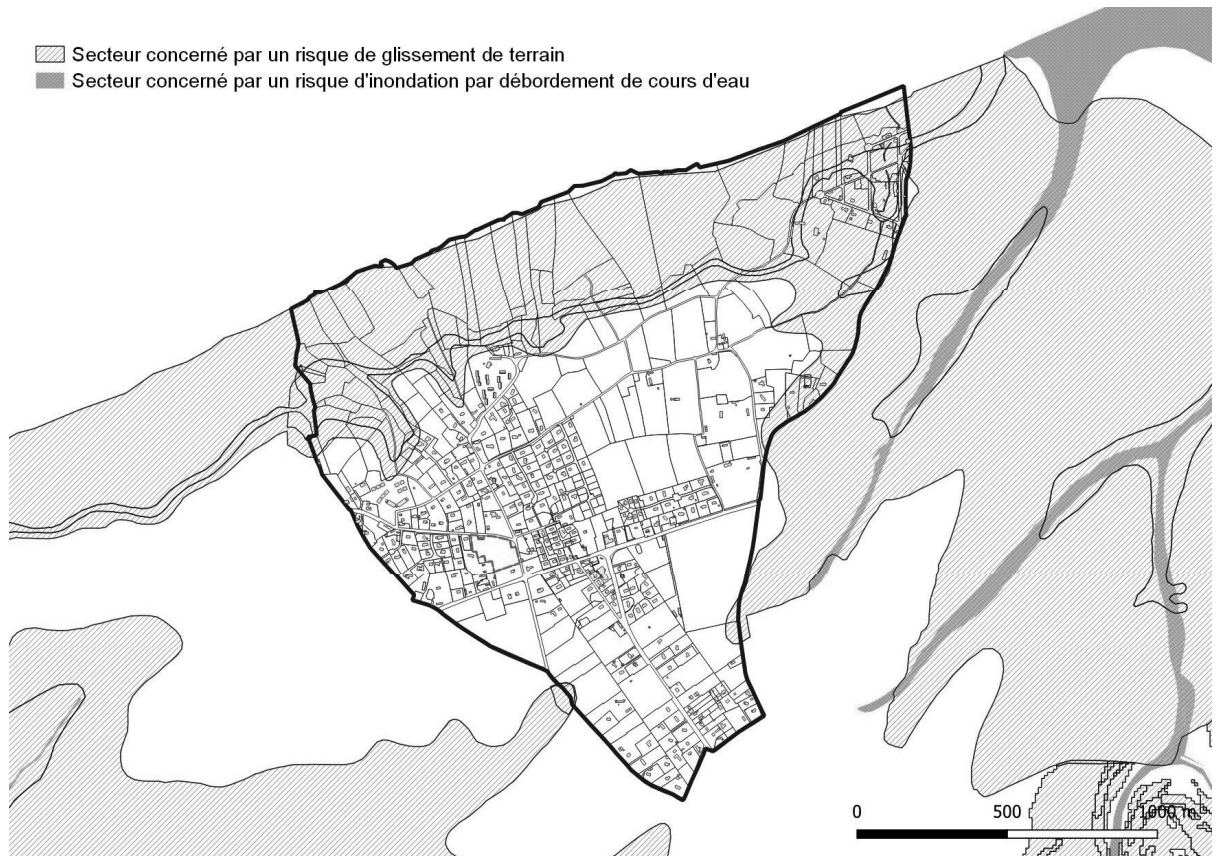 Secteur concerné par un risque de glissement de terrain
Secteur concerné par un risque d'inondation par débordement de cours d'eau
0 500 1000 m